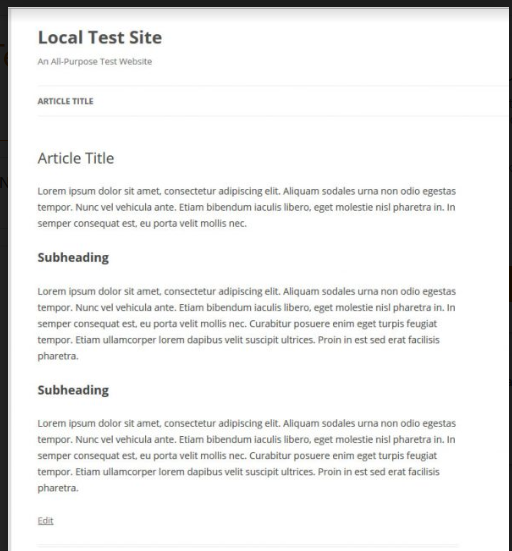 Local Test Site
An All-Purpose Test Website
ARTICLE TITLE
Article Title
Lorem ipsum dolor sit amet, consectetur adipiscing elit. Aliquam sodales urna non odio egestas
tempor. Nunc vel vehicula ante. Etiam bibendum iaculis libero, eget molestie nisl pharetra in. In
semper consequat est, eu porta velit mollis nec.
Subheading
Lorem ipsum dolor sit amet, consectetur adipiscing elit. Aliquam sodales urna non odio egestas
tempor. Nunc vel vehicula ante. Etiam bibendum iaculis libero, eget molestie nisl pharetra in. In
semper consequat est, eu porta velit mollis nec. Curabitur posuere enim eget turpis feugiat
tempor. Etiam ullamcorper lorem dapibus velit suscipit ultrices. Proin in est sed erat facilisis
pharetra.
Subheading
Lorem ipsum dolor sit amet, consectetur adipiscing elit. Aliquam sodales urna non odio egestas
tempor. Nunc vel vehicula ante. Etiam bibendum iaculis libero, eget molestie nisl pharetra in. In
semper consequat est, eu porta velit mollis nec. Curabitur posuere enim eget turpis feugiat
tempor. Etiam ullamcorper lorem dapibus velit suscipit ultrices. Proin in est sed erat facilisis
pharetra.
Edit